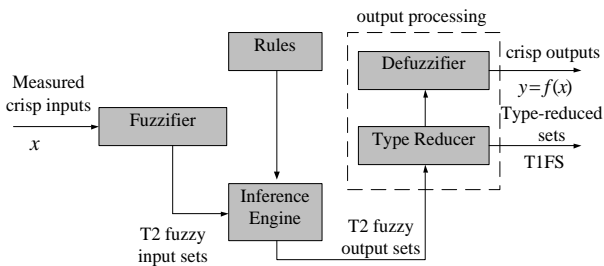 output processing
Rules
Defuzzifier
crisp outputs
y=f(x)
Measured
crisp inputs
x
Fuzzifier
Type Reducer
Type-reduced
sets
T1FS
Inference
Engine
T2 fuzzy
input sets
T2 fuzzy
output sets